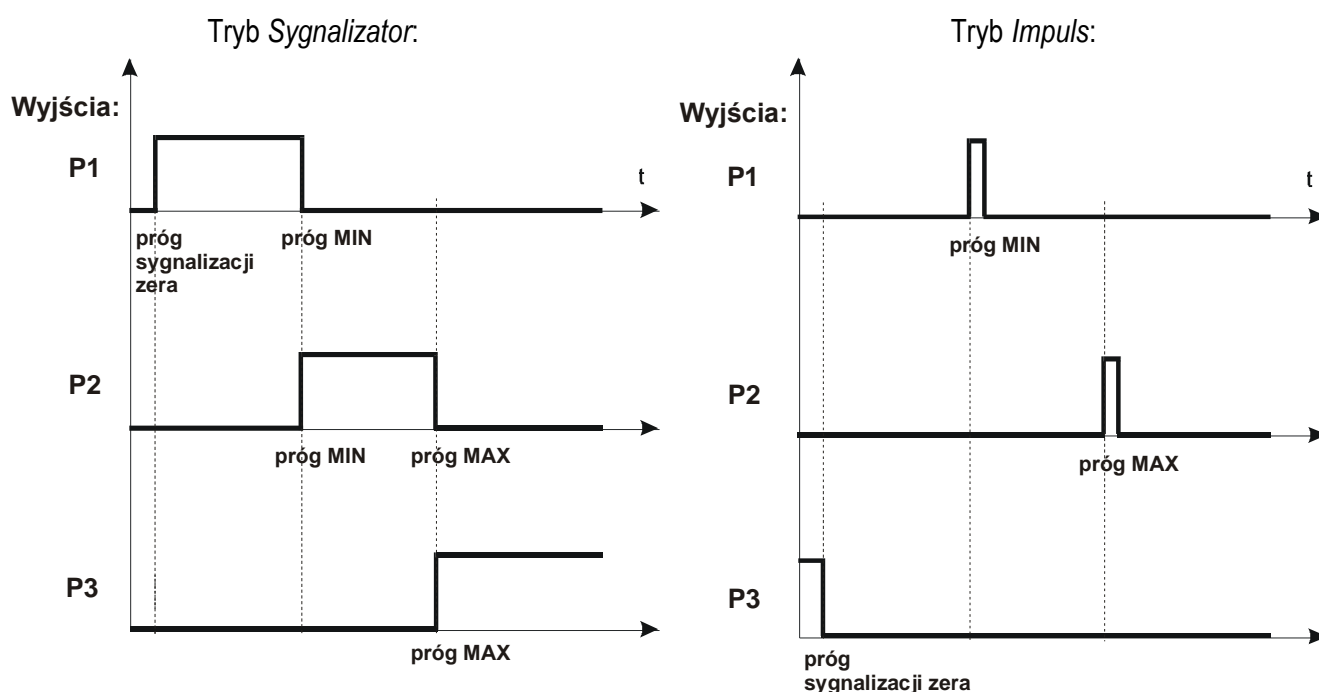 Tryb Sygnalizator:
Wyjścia:
P1
t
próg
sygnalizacji
zera
próg MIN
P2
próg MIN
próg MAX
P3
próg MAX
Tryb Impuls:
Wyjścia:
P1
t
próg MIN
P2
próg MAX
P3
próg
sygnalizacji zera